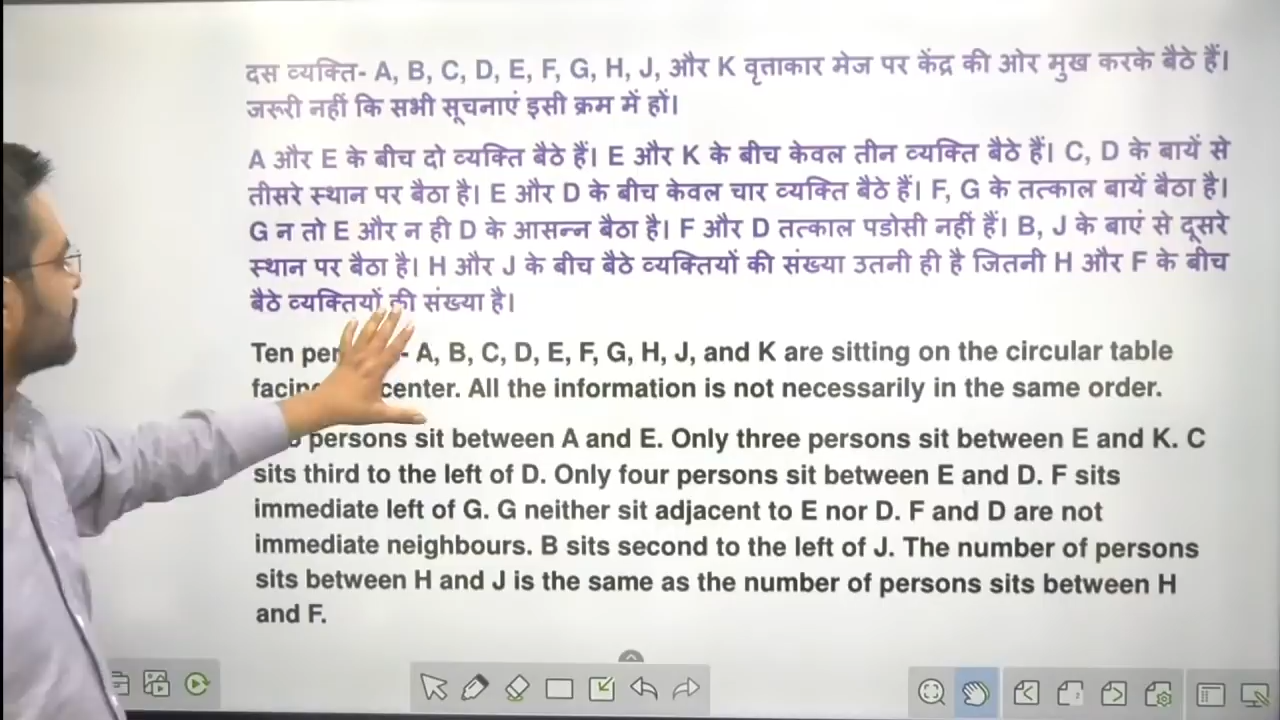 दस व्यक्ति- A, B, C, D, E, F, G, H, J, और K वृत्ताकार मेज पर केंद्र की ओर मुख करके बैठे हैं।
जरूरी नहीं कि सभी सूचनाएं इसी क्रम में हों।
A और E के बीच दो व्यक्ति बैठे हैं। E और K के बीच केवल तीन व्यक्ति बैठे हैं। C, D के बायें से
तीसरे स्थान पर बैठा है। E और D के बीच केवल चार व्यक्ति बैठे हैं। F, G के तत्काल बायें बैठा है।
G न तो E और न ही D के आसन्न बैठा है। F और D तत्काल पडोसी नहीं हैं। B, J के बाएं से दूसरे
स्थान पर बैठा है। H और J के बीच बैठे व्यक्तियों की संख्या उतनी ही है जितनी H और F के बीच
बैठे व्यक्तियों की संख्या है।
Ten - A, B, C, D, E, F, G, H, J, and K are sitting on the circular table
center. All the information is not necessarily in the same order.
persons sit between A and E. Only three persons sit between E and K. C
sits third to the left of D. Only four persons sit between E and D. F sits
immediate left of G. G neither sit adjacent to E nor D. F and D are not
immediate neighbours. B sits second to the left of J. The number of persons
sits between H and J is the same as the number of persons sits between H
and F.